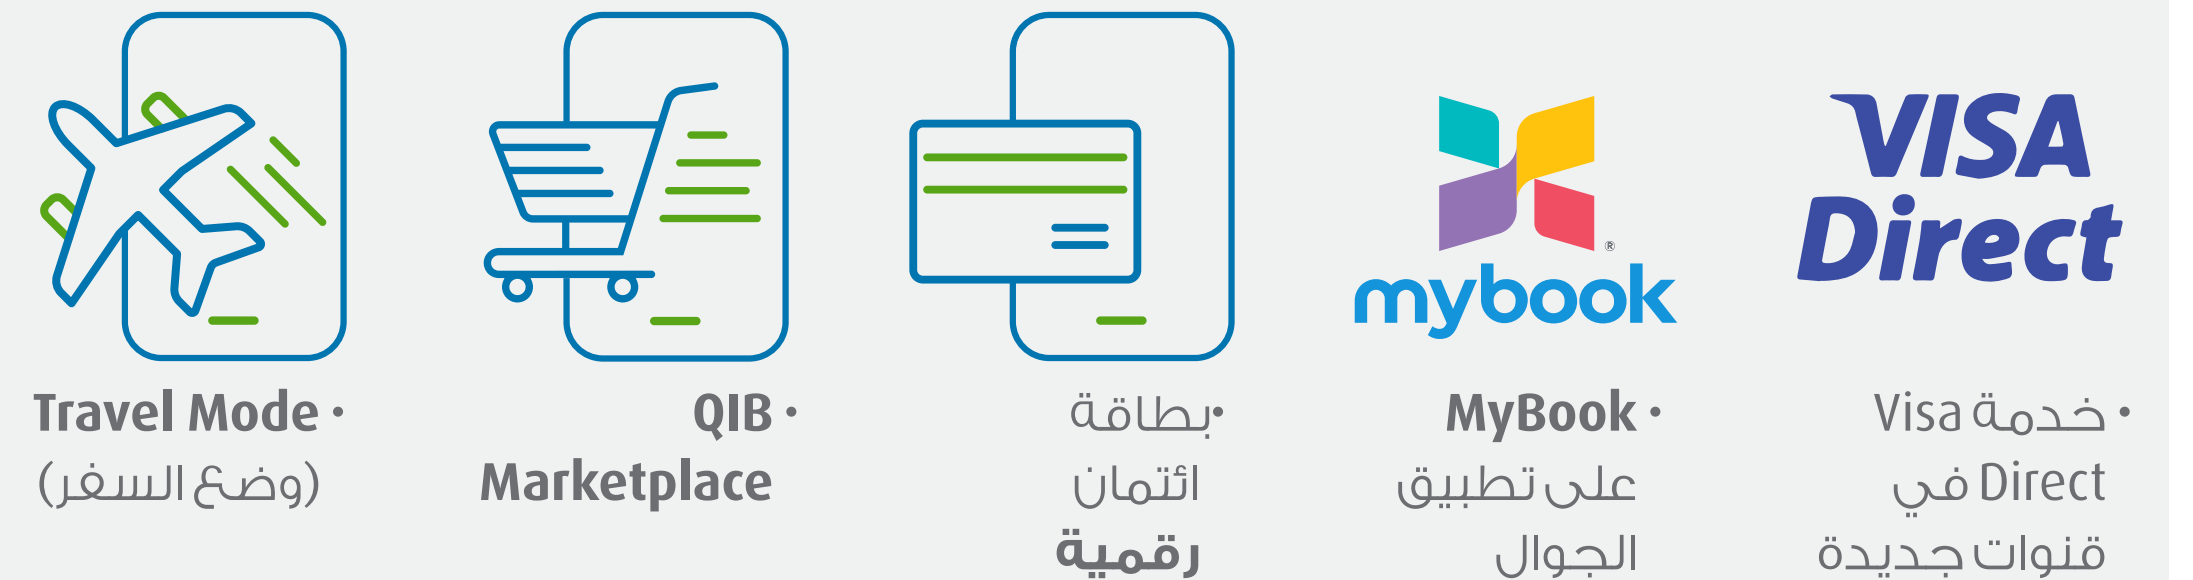 VISA
Direct
• خدمة Visa
Direct في
قنوات جديدة
®
mybook
• MyBook
على تطبيق
الجوال
•بطاقة
ائتمان
رقمية
• QIB
Marketplace
• Travel Mode
(وضع السفر)